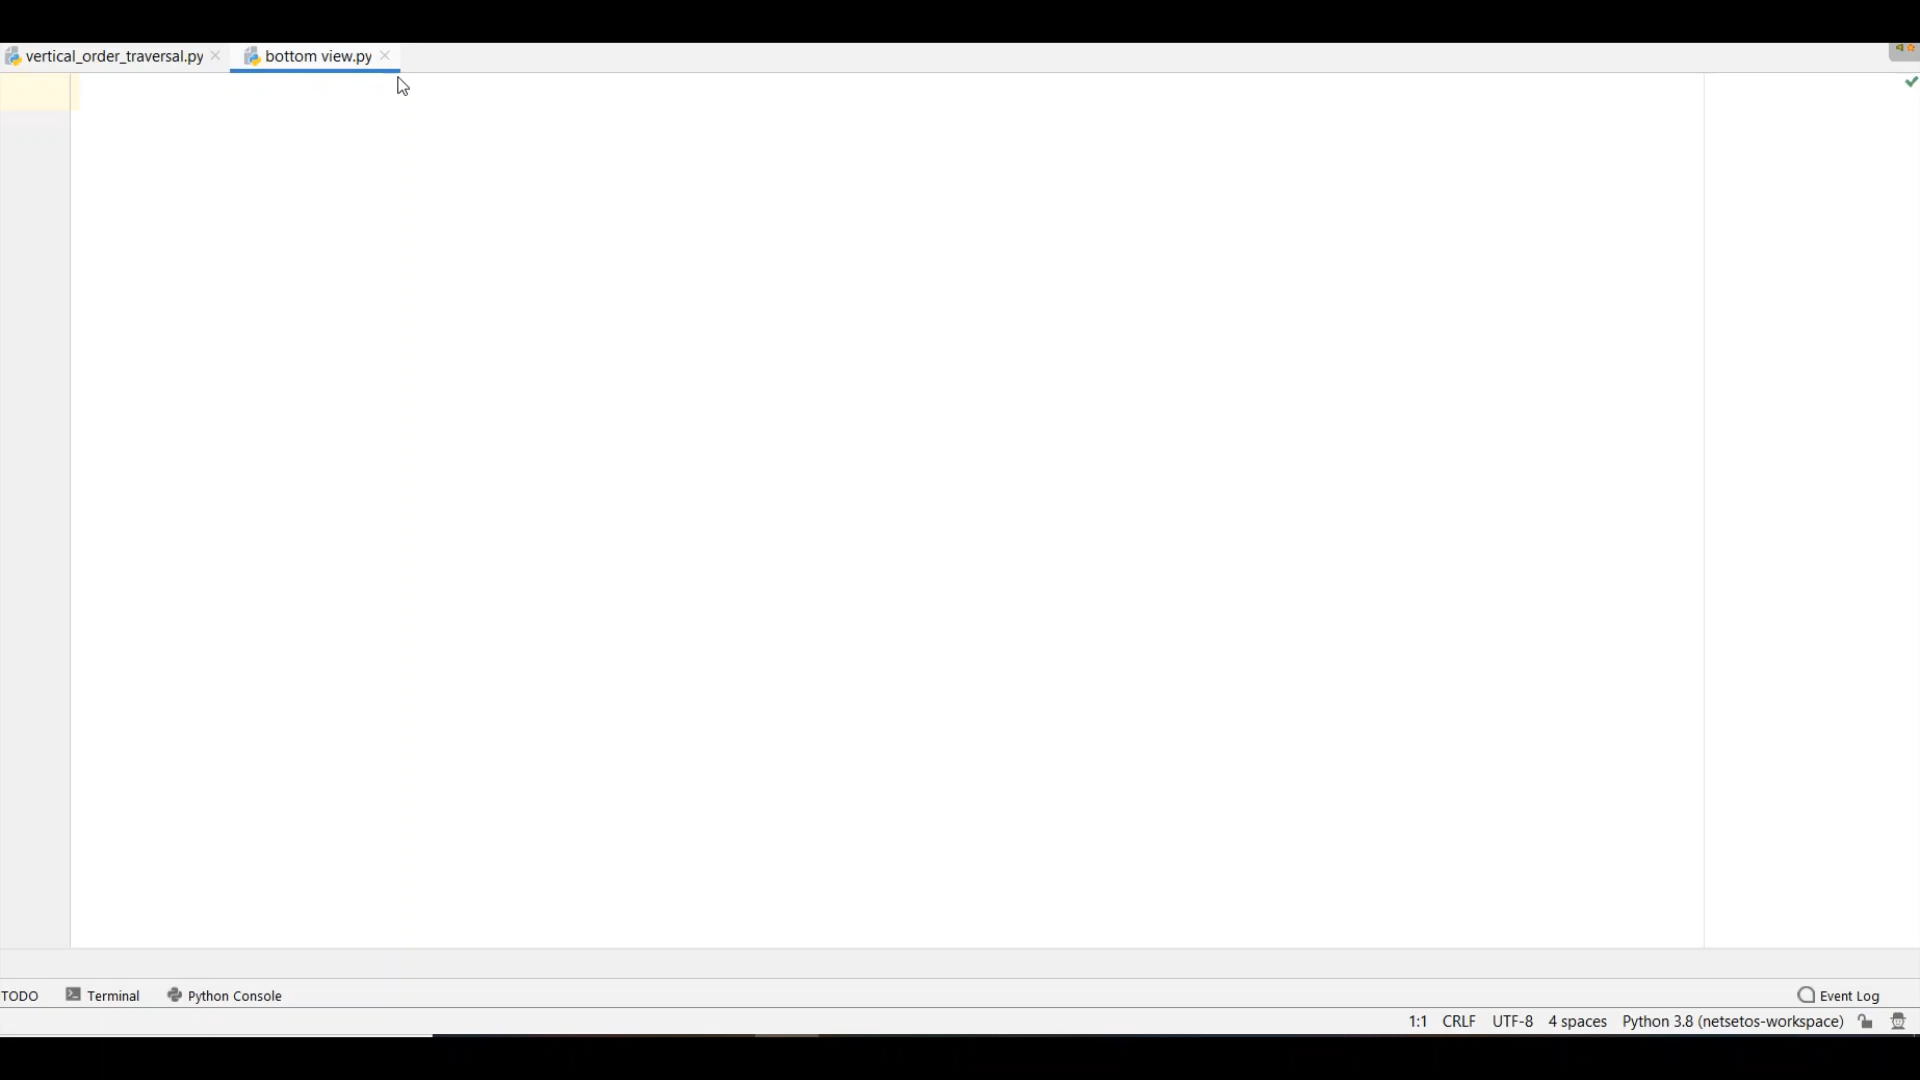 vertical_order_traversal.py
bottom view.py
TODO
Terminal
Python Console
Event Log
1:1
CRLF
UTF-8
4 spaces
Python 3.8 (netsetos-workspace)